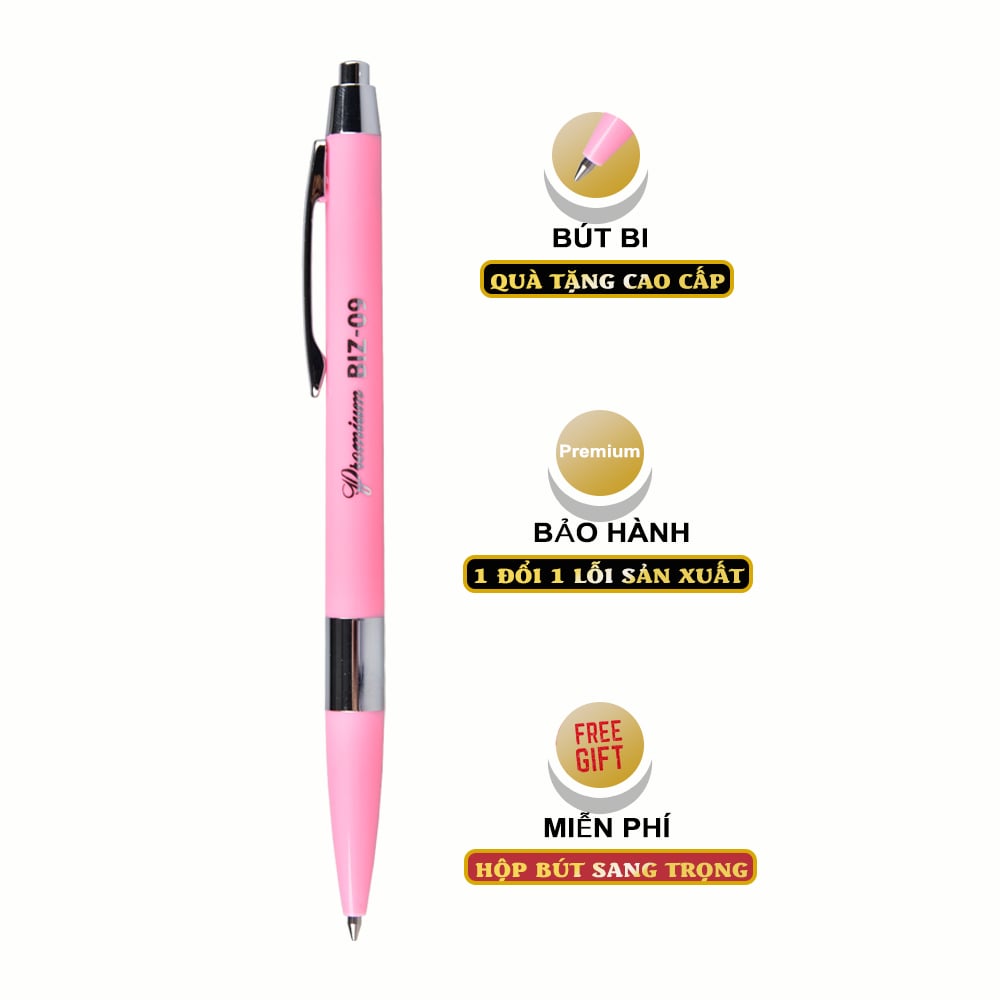 Premium BIZ-09
BÚT BI
QUÀ TẶNG CAO CẤP
Premium
BẢO HÀNH
1 ĐỔI 1 LỖI SẢN XUẤT
FREE
GIFT
MIỄN PHÍ
HỘP BÚT SANG TRỌNG